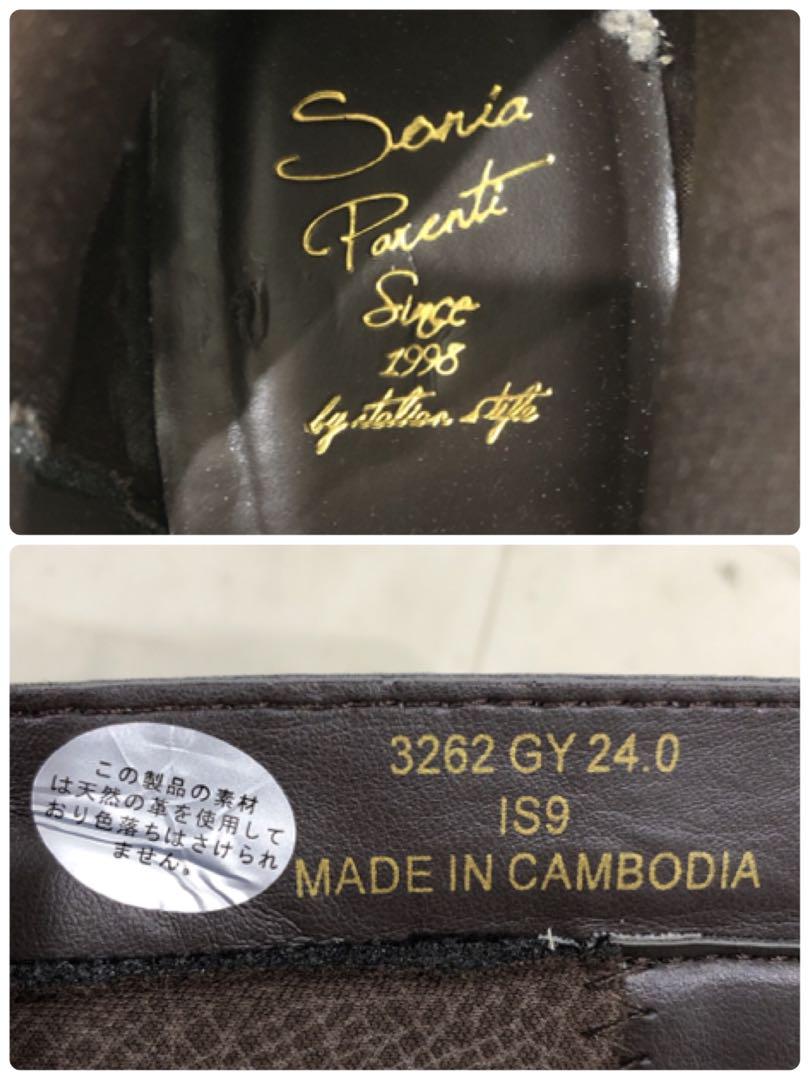 Sonia
Parenti
Since
1998
by italian style
3262 GY 24.0
IS9
MADE IN CAMBODIA
この製品の素材
は天然の革を使用して
おり色落ちはさけられ
ません。